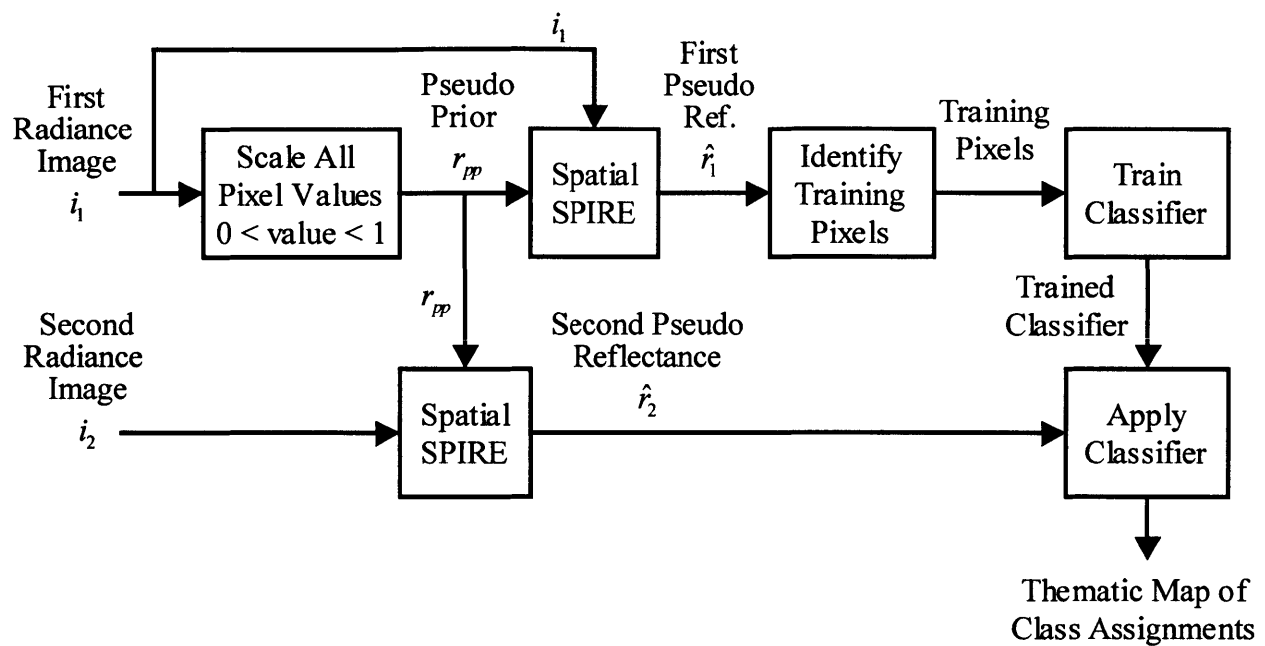 i₁
First
Radiance
Image
i₁
Scale All
Pixel Values
0 < value < 1
Pseudo
Prior
r_pp
Spatial
SPIRE
First
Pseudo
Ref.
r̂₁
Identify
Training
Pixels
Training
Pixels
Train
Classifier
r_pp
Trained
Classifier
Second
Radiance
Image
i₂
Spatial
SPIRE
Second Pseudo
Reflectance
r̂₂
Apply
Classifier
Thematic Map of
Class Assignments